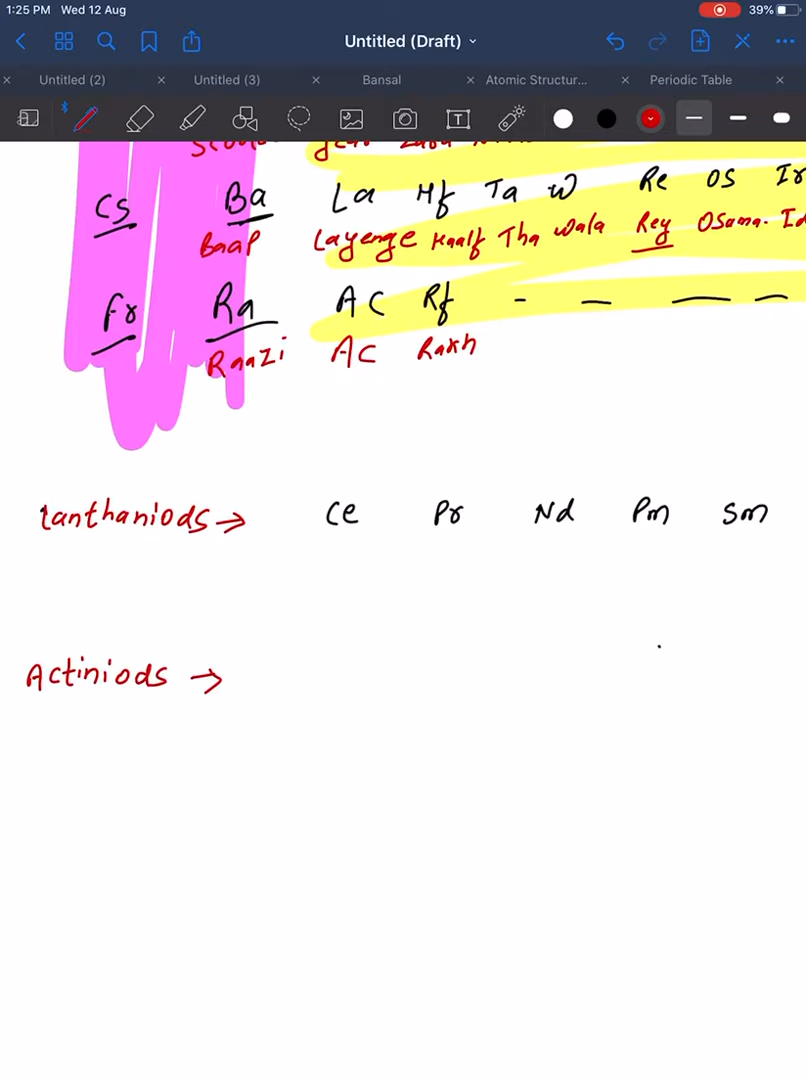 1:25 PM Wed 12 Aug 39%
Untitled (Draft)
Untitled (2) Untitled (3) Bansal Atomic Structur... Periodic Table
T
Cs Ba La Hf Ta W Re OS Ir
Baap Layenge Haalf Tha Wala Rey Osama.
Fr Ra AC Rf - — — —
Raazi AC Rakh
lanthaniods → Ce Pr Nd Pm Sm
Actiniods →